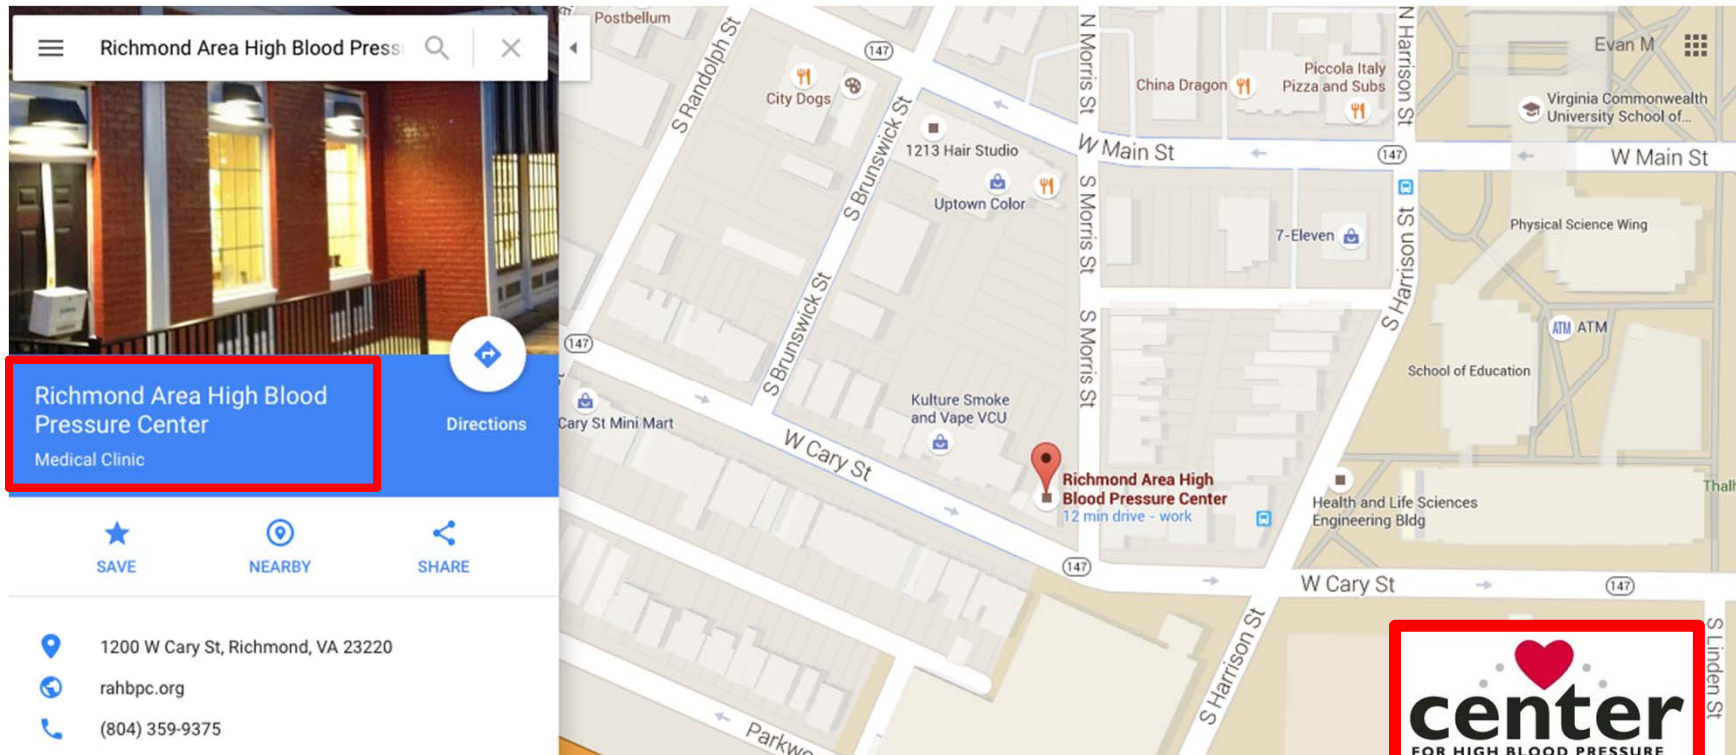 Richmond Area High Blood Press
Richmond Area High Blood
Pressure Center
Medical Clinic
Directions
SAVE
NEARBY
SHARE
1200 W Cary St, Richmond, VA 23220
rahbpc.org
(804) 359-9375
Postbellum
S Randolph St
147
City Dogs
S Brunswick St
1213 Hair Studio
Uptown Color
N Morris St
W Main St
China Dragon
Piccola Italy
Pizza and Subs
N Harrison St
Evan M
Virginia Commonwealth
University School of...
147
W Main St
S Morris St
7-Eleven
S Harrison St
Physical Science Wing
ATM ATM
School of Education
147
S Brunswick St
S Morris St
Cary St Mini Mart
Kulture Smoke
and Vape VCU
W Cary St
Richmond Area High
Blood Pressure Center
12 min drive - work
Health and Life Sciences
Engineering Bldg
Thalh
147
W Cary St
147
S Harrison St
S Linden St
Parkwo
center
FOR HIGH BLOOD PRESSURE